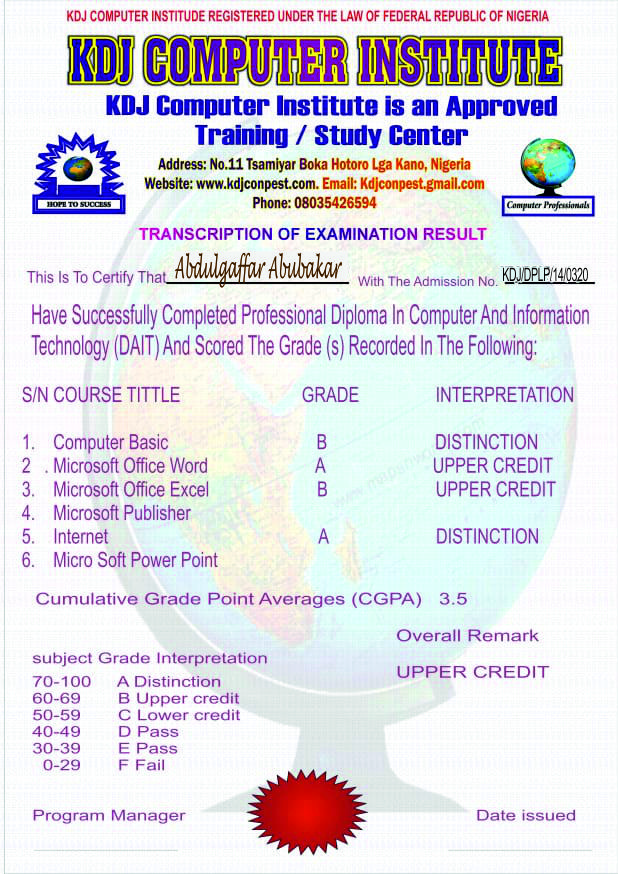 KDJ COMPUTER INSTITUDE REGISTERED UNDER THE LAW OF FEDERAL REPUBLIC OF NIGERIA
KDJ COMPUTER INSTITUTE
KDJ Computer Institute is an Approved
Training / Study Center
Address: No.11 Tsamiyar Boka Hotoro Lga Kano, Nigeria
Website: www.kdjconpest.com. Email: Kdjconpest.gmail.com
Phone: 08035426594
HOPE TO SUCCESS
Computer Professionals
TRANSCRIPTION OF EXAMINATION RESULT
This Is To Certify That Abdulgaffar Abubakar With The Admission No. KDJ/DPLP/14/0320
Have Successfully Completed Professional Diploma In Computer And Information
Technology (DAIT) And Scored The Grade (s) Recorded In The Following:
S/N COURSE TITTLE GRADE INTERPRETATION
1. Computer Basic B DISTINCTION
2 . Microsoft Office Word A UPPER CREDIT
3. Microsoft Office Excel B UPPER CREDIT
4. Microsoft Publisher
5. Internet A DISTINCTION
6. Micro Soft Power Point
Cumulative Grade Point Averages (CGPA) 3.5
Overall Remark
UPPER CREDIT
subject Grade Interpretation
70-100 A Distinction
60-69 B Upper credit
50-59 C Lower credit
40-49 D Pass
30-39 E Pass
0-29 F Fail
Program Manager Date issued